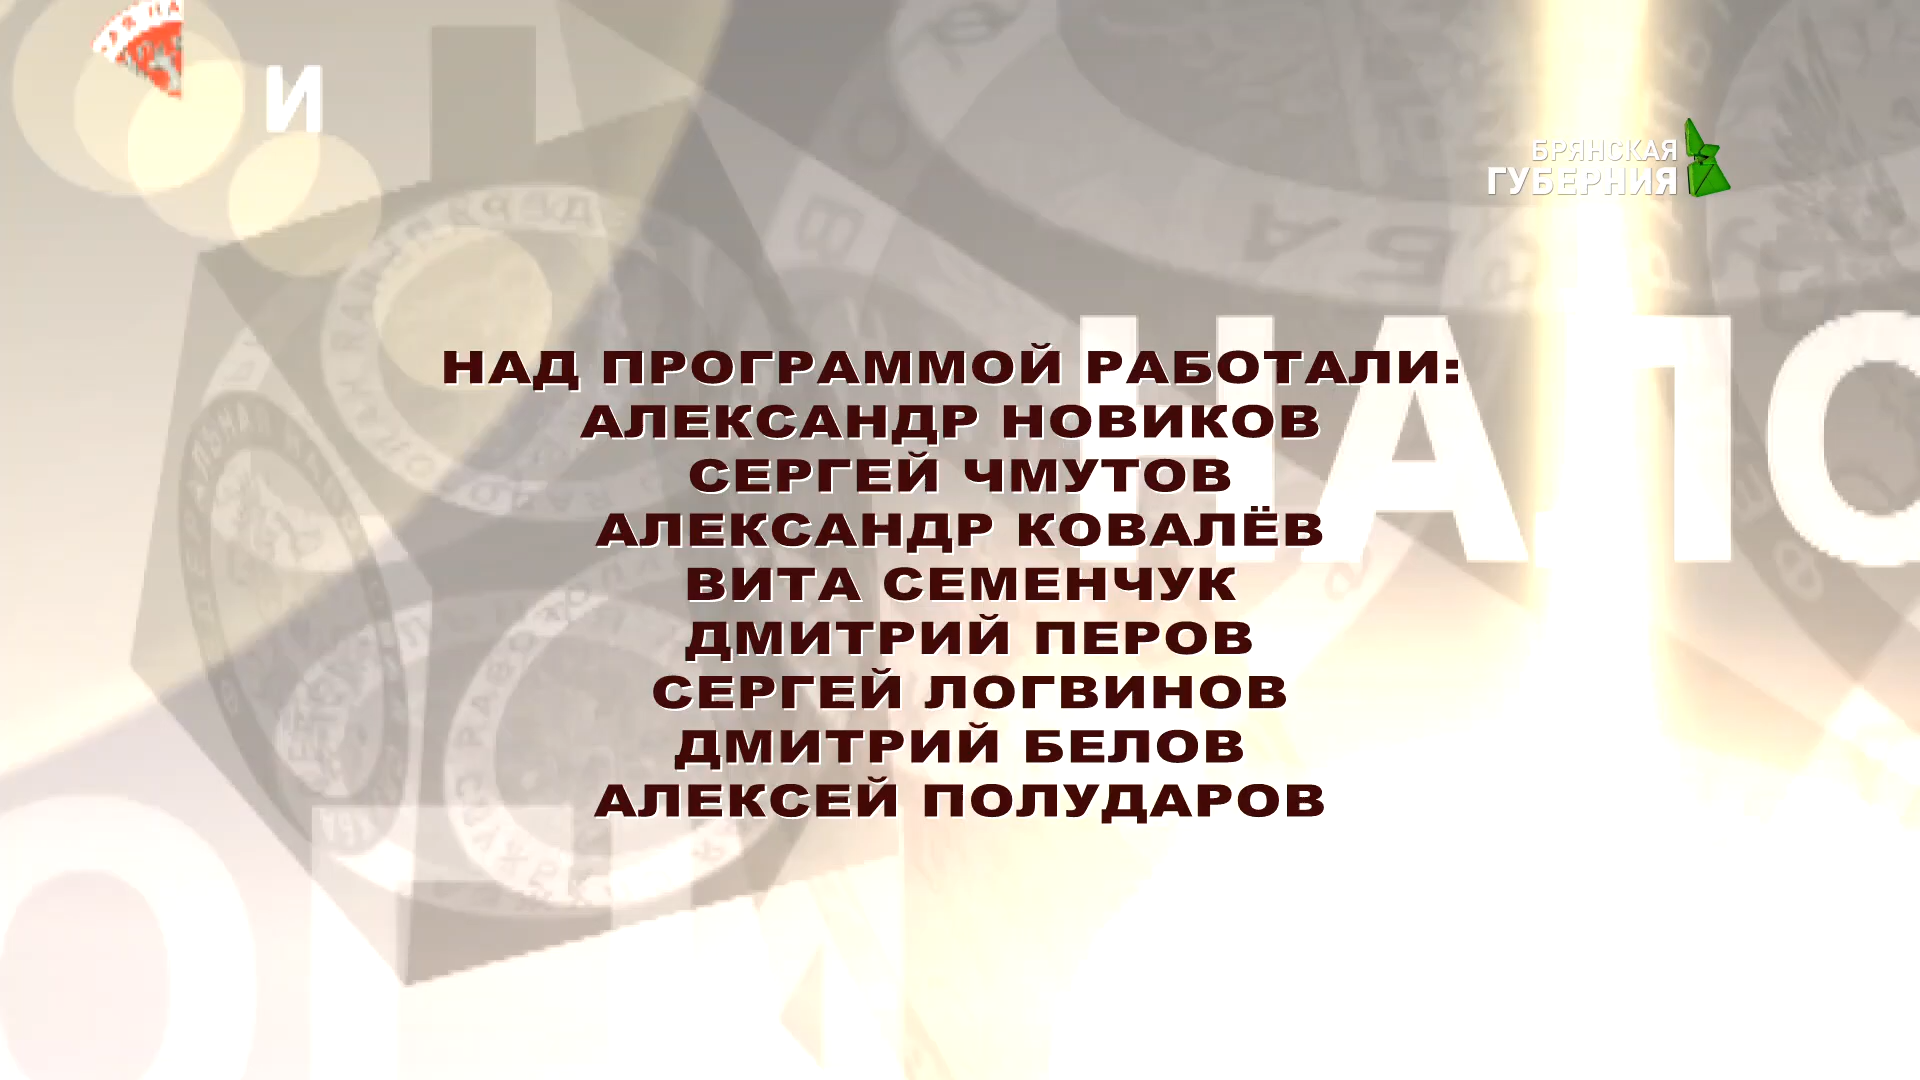 И
БРЯНСКАЯ
ГУБЕРНИЯ
НАЛО
НАД ПРОГРАММОЙ РАБОТАЛИ:
АЛЕКСАНДР НОВИКОВ
СЕРГЕЙ ЧМУТОВ
АЛЕКСАНДР КОВАЛЁВ
ВИТА СЕМЕНЧУК
ДМИТРИЙ ПЕРОВ
СЕРГЕЙ ЛОГВИНОВ
ДМИТРИЙ БЕЛОВ
АЛЕКСЕЙ ПОЛУДАРОВ